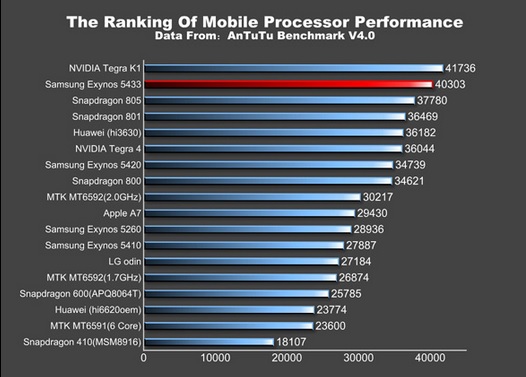 The Ranking Of Mobile Processor Performance
Data From: AnTuTu Benchmark V4.0
NVIDIA Tegra K1 41736
Samsung Exynos 5433 40303
Snapdragon 805 37780
Snapdragon 801 36469
Huawei (hi3630) 36182
NVIDIA Tegra 4 36044
Samsung Exynos 5420 34739
Snapdragon 800 34621
MTK MT6592(2.0GHz) 30217
Apple A7 29430
Samsung Exynos 5260 28936
Samsung Exynos 5410 27887
LG odin 27184
MTK MT6592(1.7GHz) 26874
Snapdragon 600(APQ8064T) 25785
Huawei (hi6620oem) 23774
MTK MT6591(6 Core) 23600
Snapdragon 410(MSM8916) 18107
0 10000 20000 30000 40000